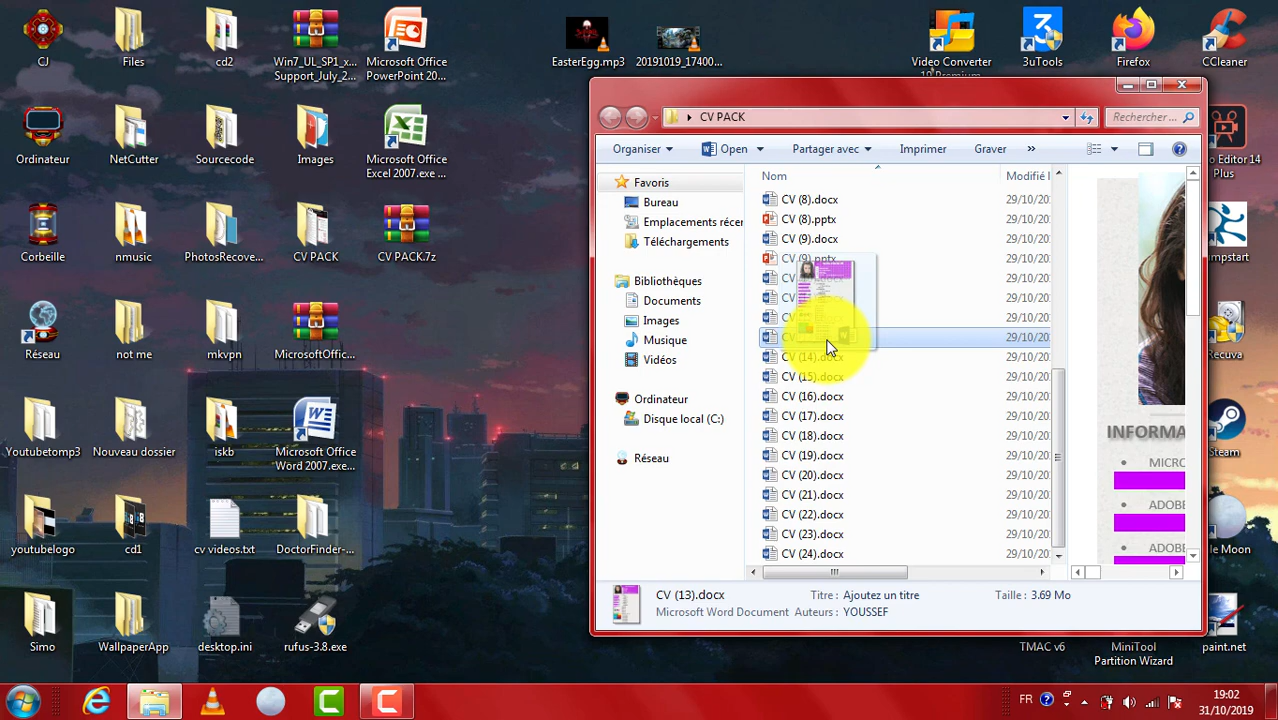 CJ
Files
cd2
Win7_UL_SP1_x...
Support_July_2...
Microsoft Office
PowerPoint 20...
EasterEgg.mp3
20191019_17400...
Video Converter
3uTools
Firefox
CCleaner
Ordinateur
NetCutter
Sourcecode
Images
Microsoft Office
Excel 2007.exe ...
Corbeille
nmusic
PhotosRecove...
CV PACK
CV PACK.7z
Réseau
not me
mkvpn
MicrosoftOffic...
Youtubetomp3
Nouveau dossier
iskb
Microsoft Office
Word 2007.exe...
youtubelogo
cd1
cv videos.txt
DoctorFinder-...
Simo
WallpaperApp
desktop.ini
rufus-3.8.exe
CV PACK
Rechercher ...
Organiser
Open
Partager avec
Imprimer
Graver
»
Favoris
Bureau
Emplacements récer
Téléchargements
Bibliothèques
Documents
Images
Musique
Vidéos
Ordinateur
Disque local (C:)
Réseau
Nom
Modifié l
CV (8).docx
29/10/20
CV (8).pptx
29/10/20
CV (9).docx
29/10/20
CV (9).pptx
29/10/20
CV
29/10/20
CV
29/10/20
CV
29/10/20
29/10/20
CV (14).docx
29/10/20
CV (15).docx
29/10/20
CV (16).docx
29/10/20
CV (17).docx
29/10/20
CV (18).docx
29/10/20
CV (19).docx
29/10/20
CV (20).docx
29/10/20
CV (21).docx
29/10/20
CV (22).docx
29/10/20
CV (23).docx
29/10/20
CV (24).docx
29/10/20
INFORMA
• MICRO
• ADOBE
• ADOBE
CV (13).docx
Titre : Ajoutez un titre
Taille : 3.09 Mo
Microsoft Word Document
Auteurs : YOUSSEF
o Editor 14
Plus
umpstart
Recuva
Steam
le Moon
TMAC v6
MiniTool
Partition Wizard
paint.net
FR
19:02
31/10/2019